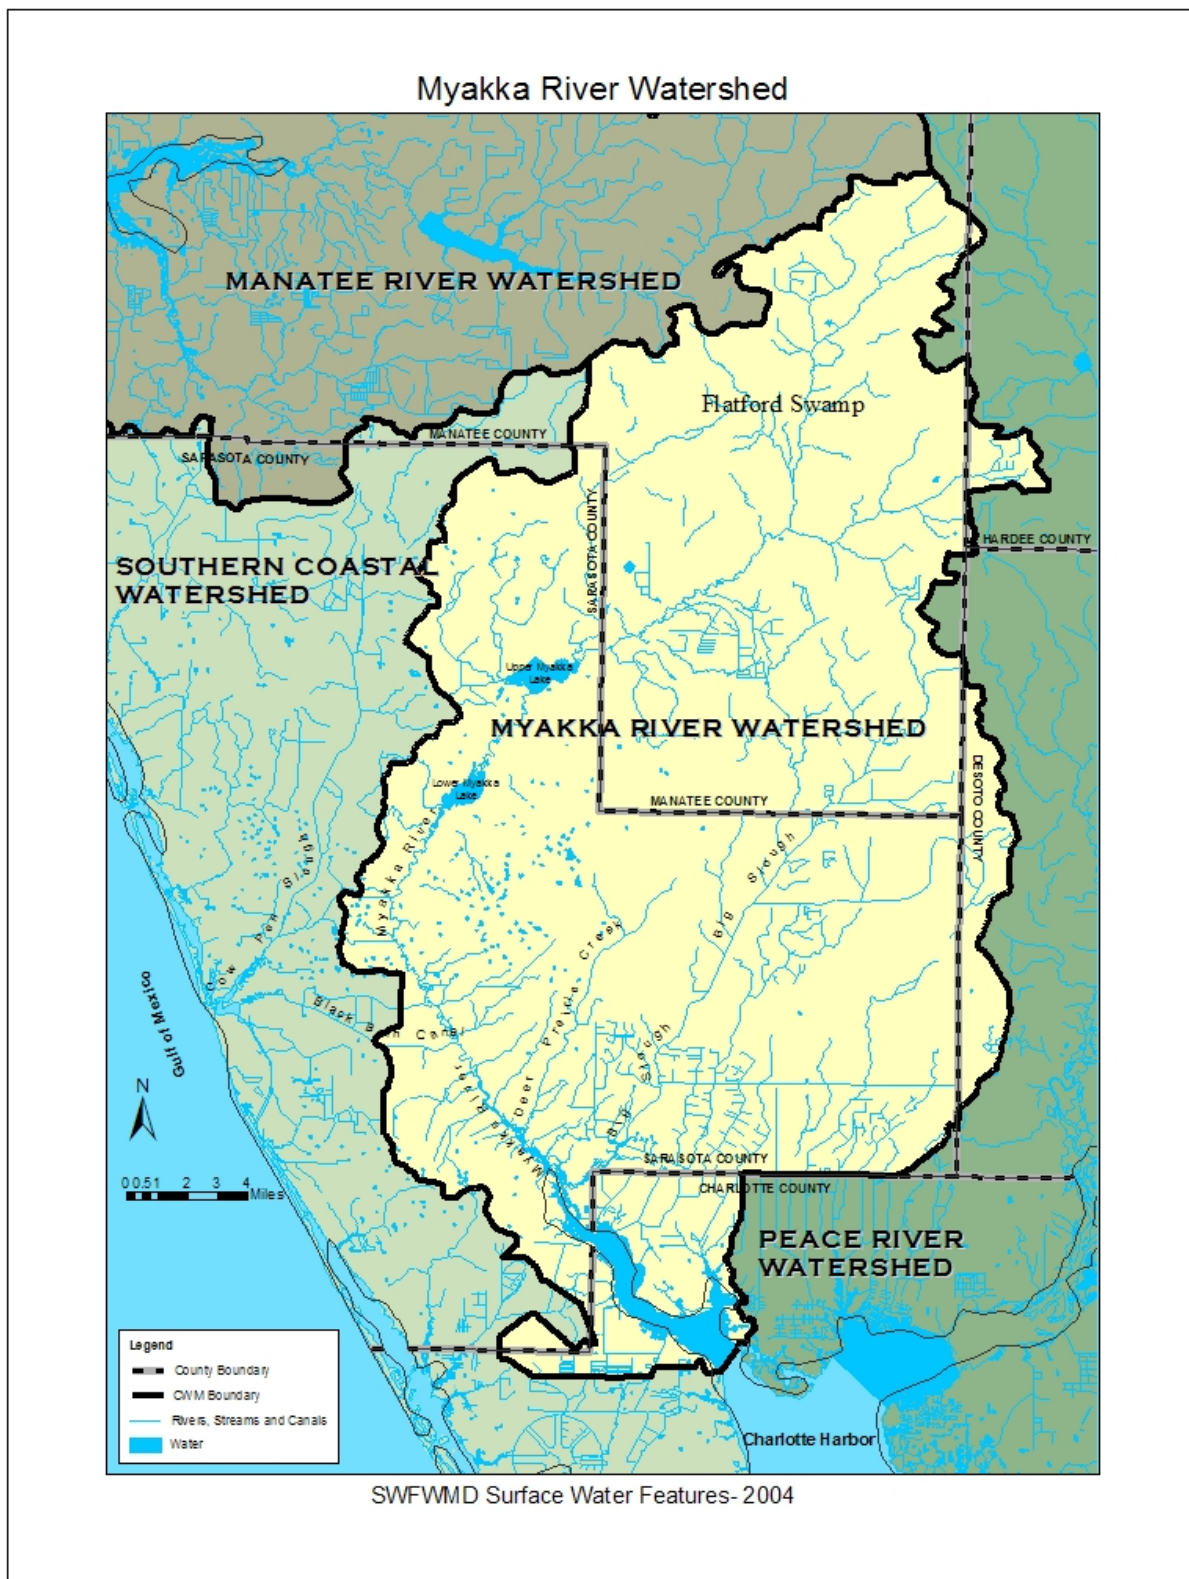 Myakka River Watershed
MANATEE RIVER WATERSHED
Flatford Swamp
MANATEE COUNTY
SARASOTA COUNTY
SARASOTA COUNTY
HARDEE COUNTY
SOUTHERN COASTAL
WATERSHED
Upper Myakka
Lake
MYAKKA RIVER WATERSHED
Lower Myakka
Lake
MANATEE COUNTY
DESOTO COUNTY
Myakka River
Big Slough
Cow Pen Slough
Deer Prairie Creek
Gulf of Mexico
Black Burn Canal
Big Slough
Myakka River
N
SARASOTA COUNTY
CHARLOTTE COUNTY
0 0.5 1 2 3 4
Miles
PEACE RIVER
WATERSHED
Legend
County Boundary
CWM Boundary
Rivers, Streams and Canals
Water
Charlotte Harbor
SWFWMD Surface Water Features- 2004